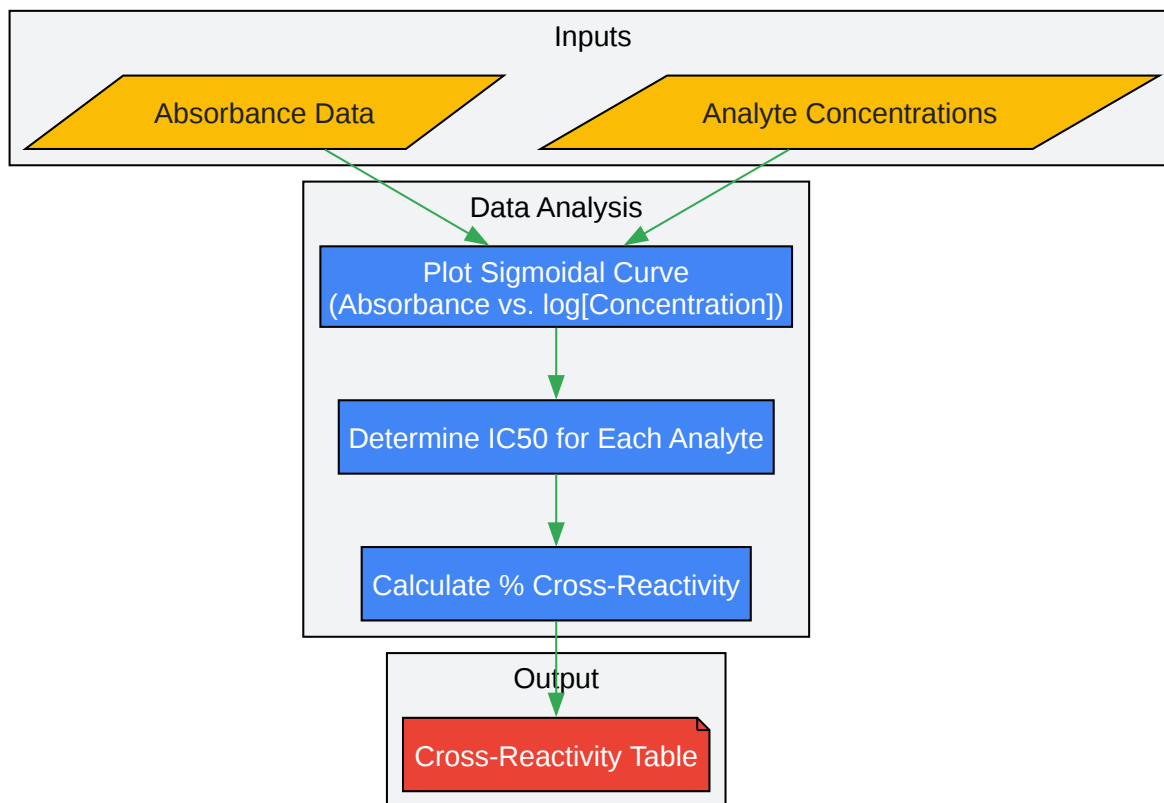 Inputs
Absorbance Data
Analyte Concentrations
Data Analysis
Plot Sigmoidal Curve
(Absorbance vs. log[Concentration])
Determine IC50 for Each Analyte
Calculate % Cross-Reactivity
Output
Cross-Reactivity Table